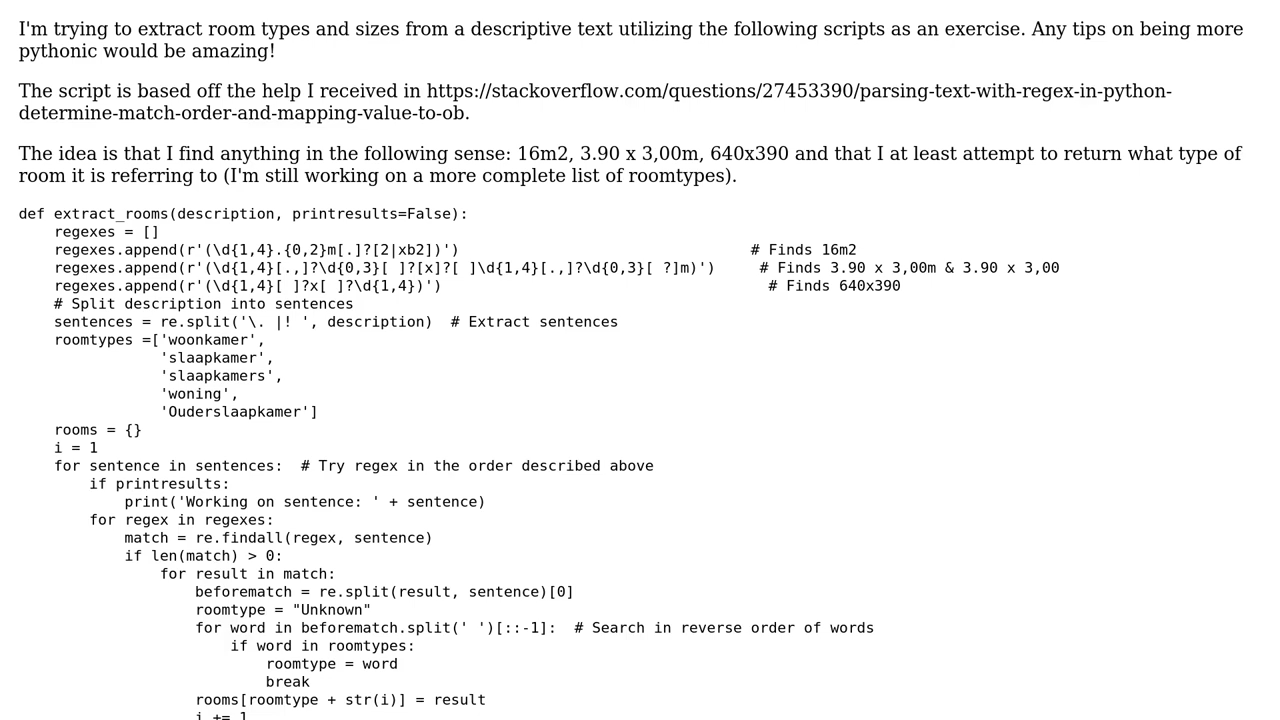 I'm trying to extract room types and sizes from a descriptive text utilizing the following scripts as an exercise. Any tips on being more
pythonic would be amazing!
The script is based off the help I received in https://stackoverflow.com/questions/27453390/parsing-text-with-regex-in-python-
determine-match-order-and-mapping-value-to-ob.
The idea is that I find anything in the following sense: 16m2, 3.90 x 3,00m, 640x390 and that I at least attempt to return what type of
room it is referring to (I'm still working on a more complete list of roomtypes).
def extract_rooms(description, printresults=False):
    regexes = []
    regexes.append(r'(\d{1,4}.{0,2}m[.]?[2|xb2])')                                 # Finds 16m2
    regexes.append(r'(\d{1,4}[.,]?\d{0,3}[ ]?[x]?[ ]\d{1,4}[.,]?\d{0,3}[ ?]m)')     # Finds 3.90 x 3,00m & 3.90 x 3,00
    regexes.append(r'(\d{1,4}[ ]?x[ ]?\d{1,4})')                                     # Finds 640x390
    # Split description into sentences
    sentences = re.split('\. |! ', description)  # Extract sentences
    roomtypes =['woonkamer',
                'slaapkamer',
                'slaapkamers',
                'woning',
                'Ouderslaapkamer']
    rooms = {}
    i = 1
    for sentence in sentences:  # Try regex in the order described above
        if printresults:
            print('Working on sentence: ' + sentence)
        for regex in regexes:
            match = re.findall(regex, sentence)
            if len(match) > 0:
                for result in match:
                    beforematch = re.split(result, sentence)[0]
                    roomtype = "Unknown"
                    for word in beforematch.split(' ')[::-1]:  # Search in reverse order of words
                        if word in roomtypes:
                            roomtype = word
                            break
                    rooms[roomtype + str(i)] = result
                    i += 1